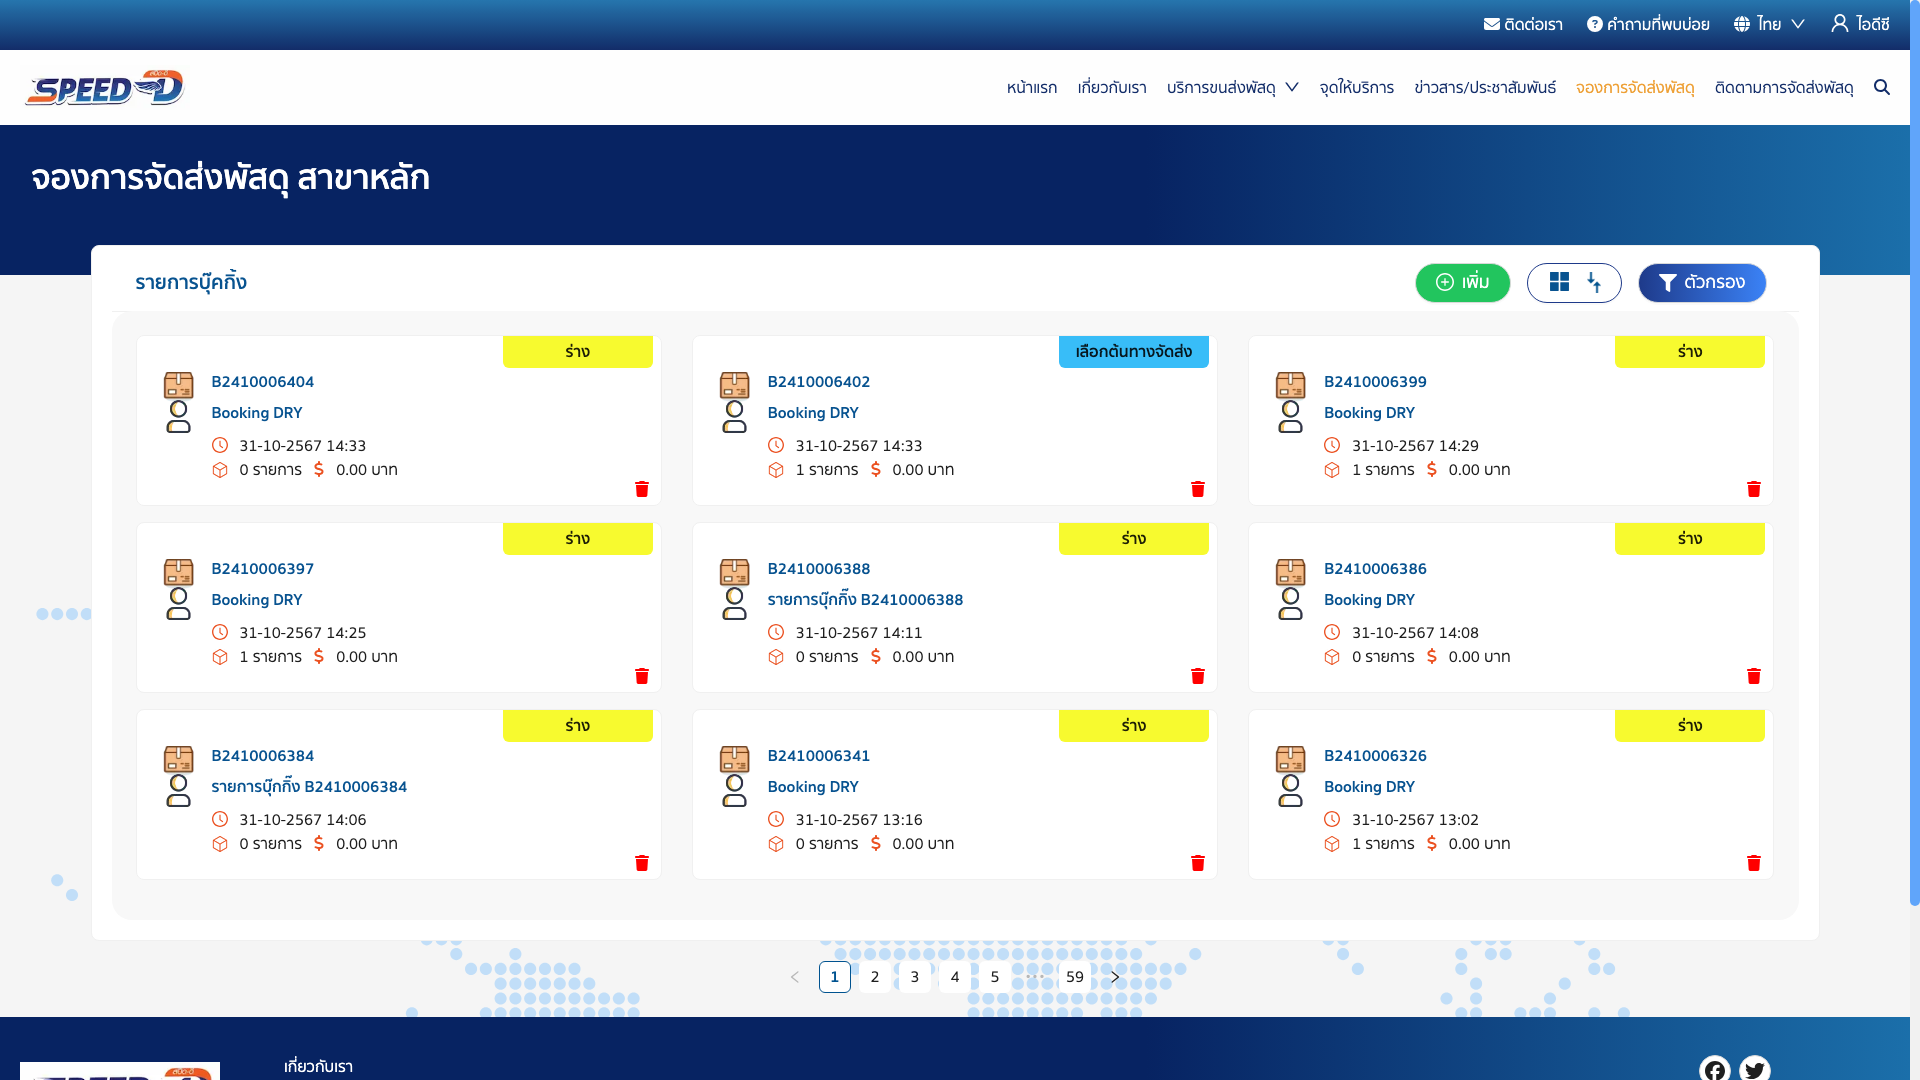 ติดต่อเรา คำถามที่พบบ่อย ไทย ไอดีซี
SPEED-D
หน้าแรก เกี่ยวกับเรา บริการขนส่งพัสดุ จุดให้บริการ ข่าวสาร/ประชาสัมพันธ์ จองการจัดส่งพัสดุ ติดตามการจัดส่งพัสดุ
จองการจัดส่งพัสดุ สาขาหลัก
รายการบุ๊คกิ้ง เพิ่ม ตัวกรอง
ร่าง
B2410006404
Booking DRY
31-10-2567 14:33
0 รายการ $ 0.00 บาท
เลือกต้นทางจัดส่ง
B2410006402
Booking DRY
31-10-2567 14:33
1 รายการ $ 0.00 บาท
ร่าง
B2410006399
Booking DRY
31-10-2567 14:29
1 รายการ $ 0.00 บาท
ร่าง
B2410006397
Booking DRY
31-10-2567 14:25
1 รายการ $ 0.00 บาท
ร่าง
B2410006388
รายการบุ๊กกิ๊ง B2410006388
31-10-2567 14:11
0 รายการ $ 0.00 บาท
ร่าง
B2410006386
Booking DRY
31-10-2567 14:08
0 รายการ $ 0.00 บาท
ร่าง
B2410006384
รายการบุ๊กกิ๊ง B2410006384
31-10-2567 14:06
0 รายการ $ 0.00 บาท
ร่าง
B2410006341
Booking DRY
31-10-2567 13:16
0 รายการ $ 0.00 บาท
ร่าง
B2410006326
Booking DRY
31-10-2567 13:02
1 รายการ $ 0.00 บาท
< 1 2 3 4 5 ••• 59 >
เกี่ยวกับเรา